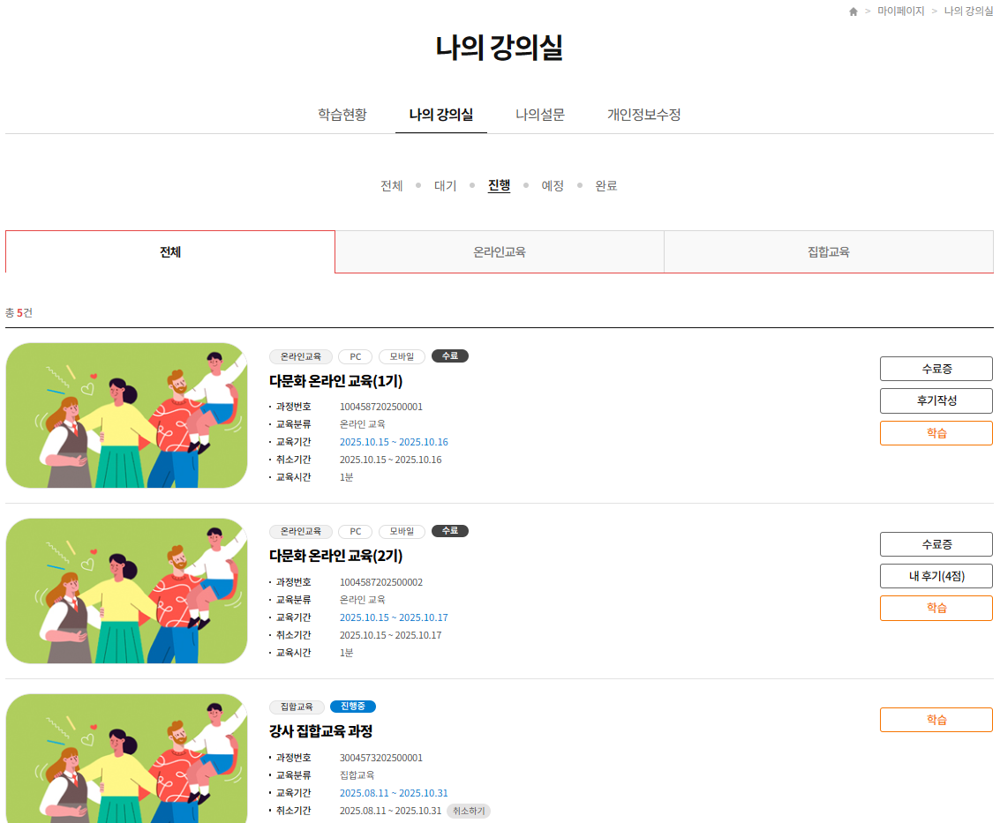 > 마이페이지 > 나의 강의실
나의 강의실
학습현황 나의 강의실 나의설문 개인정보수정
전체 대기 진행 예정 완료
전체 온라인교육 집합교육
총 5건
온라인교육 PC 모바일 수료
다문화 온라인 교육(1기)
· 과정번호 1004587202500001
· 교육분류 온라인 교육
· 교육기간 2025.10.15 ~ 2025.10.16
· 취소기간 2025.10.15 ~ 2025.10.16
· 교육시간 1분
수료증
후기작성
학습
온라인교육 PC 모바일 수료
다문화 온라인 교육(2기)
· 과정번호 1004587202500002
· 교육분류 온라인 교육
· 교육기간 2025.10.15 ~ 2025.10.17
· 취소기간 2025.10.15 ~ 2025.10.17
· 교육시간 1분
수료증
내 후기(4점)
학습
집합교육 진행중
강사 집합교육 과정
· 과정번호 3004573202500001
· 교육분류 집합교육
· 교육기간 2025.08.11 ~ 2025.10.31
· 취소기간 2025.08.11 ~ 2025.10.31 취소하기
학습